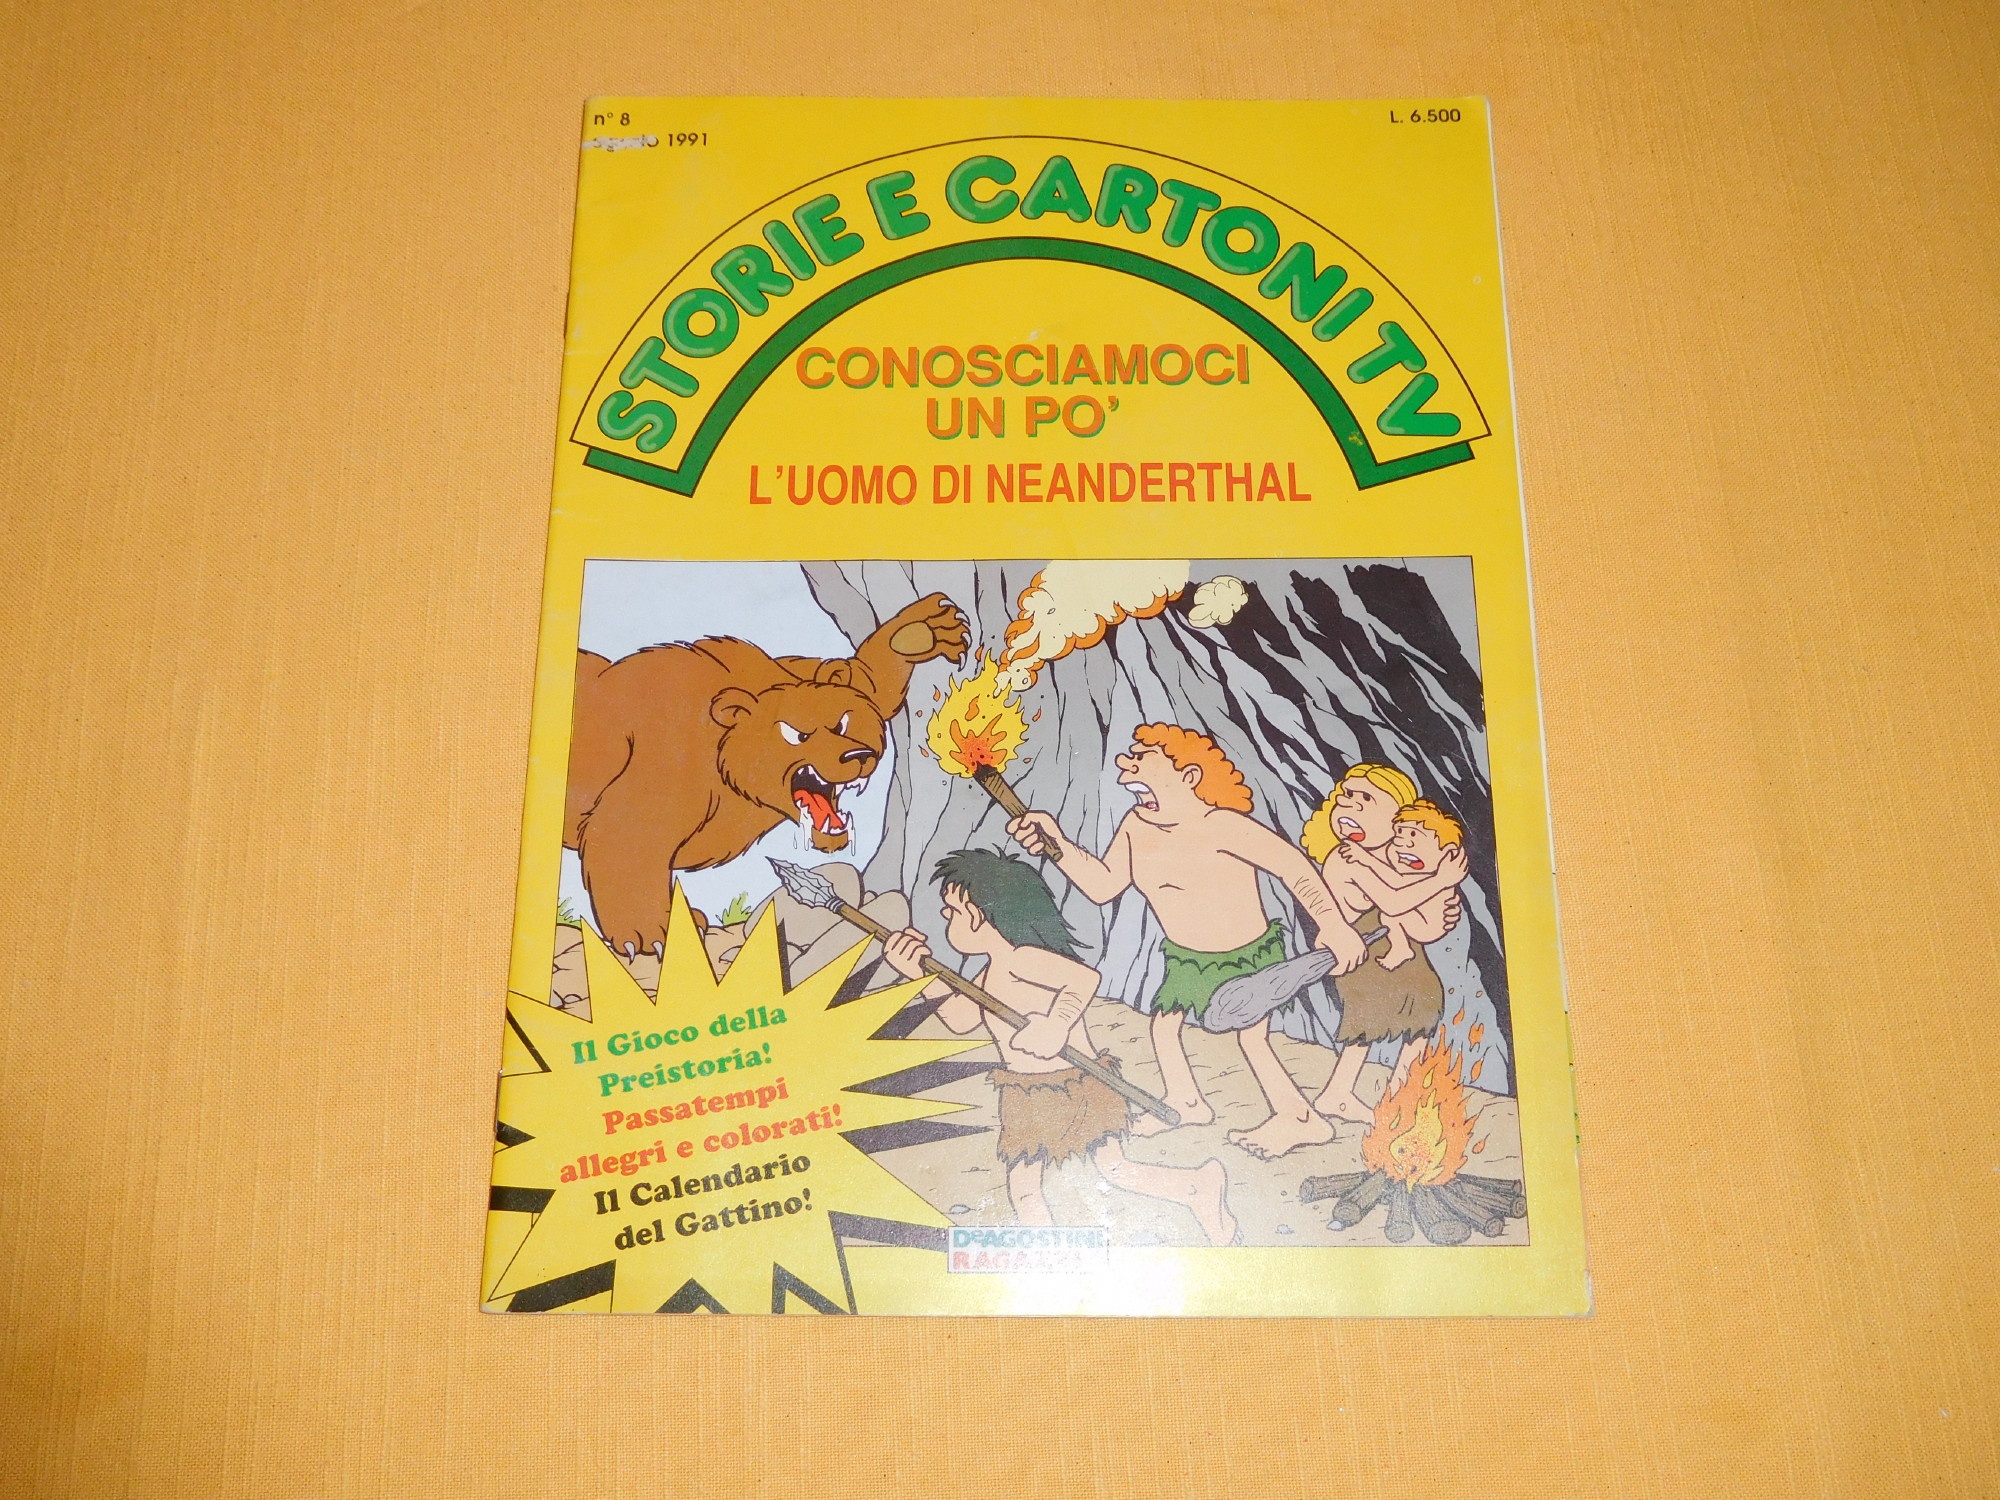 n° 8
L. 6.500
agosto 1991
STORIE E CARTONI TV
CONOSCIAMOCI
UN PO'
L'UOMO DI NEANDERTHAL
Il Gioco della
Preistoria!
Passatempi
allegri e colorati!
Il Calendario
del Gattino!
DeAGOSTINI
RAGAZZI